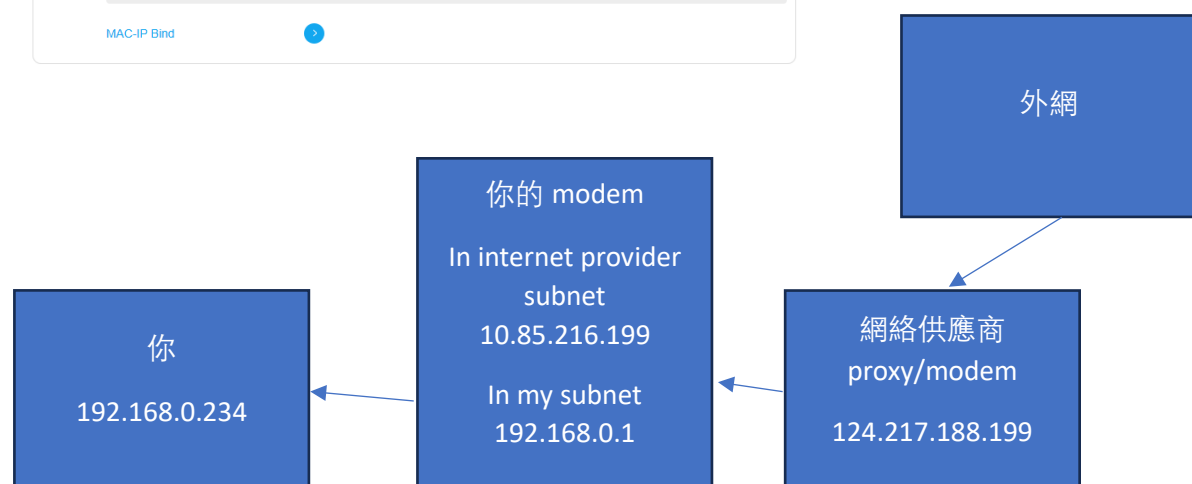 MAC-IP Bind
外網
你的 modem
In internet provider
subnet
10.85.216.199
In my subnet
192.168.0.1
你
192.168.0.234
網絡供應商
proxy/modem
124.217.188.199